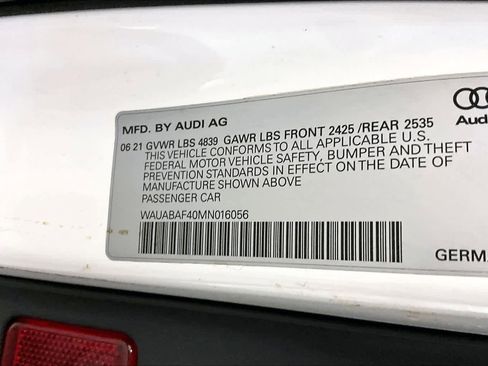 MFD. BY AUDI AG
06 21 GVWR LBS 4839 GAWR LBS FRONT 2425 /REAR 2535
THIS VEHICLE CONFORMS TO ALL APPLICABLE U.S.
FEDERAL MOTOR VEHICLE SAFETY, BUMPER AND THEFT
PREVENTION STANDARDS IN EFFECT ON THE DATE OF
MANUFACTURE SHOWN ABOVE
PASSENGER CAR
WAUABAF40MN016056
Aud
GERM